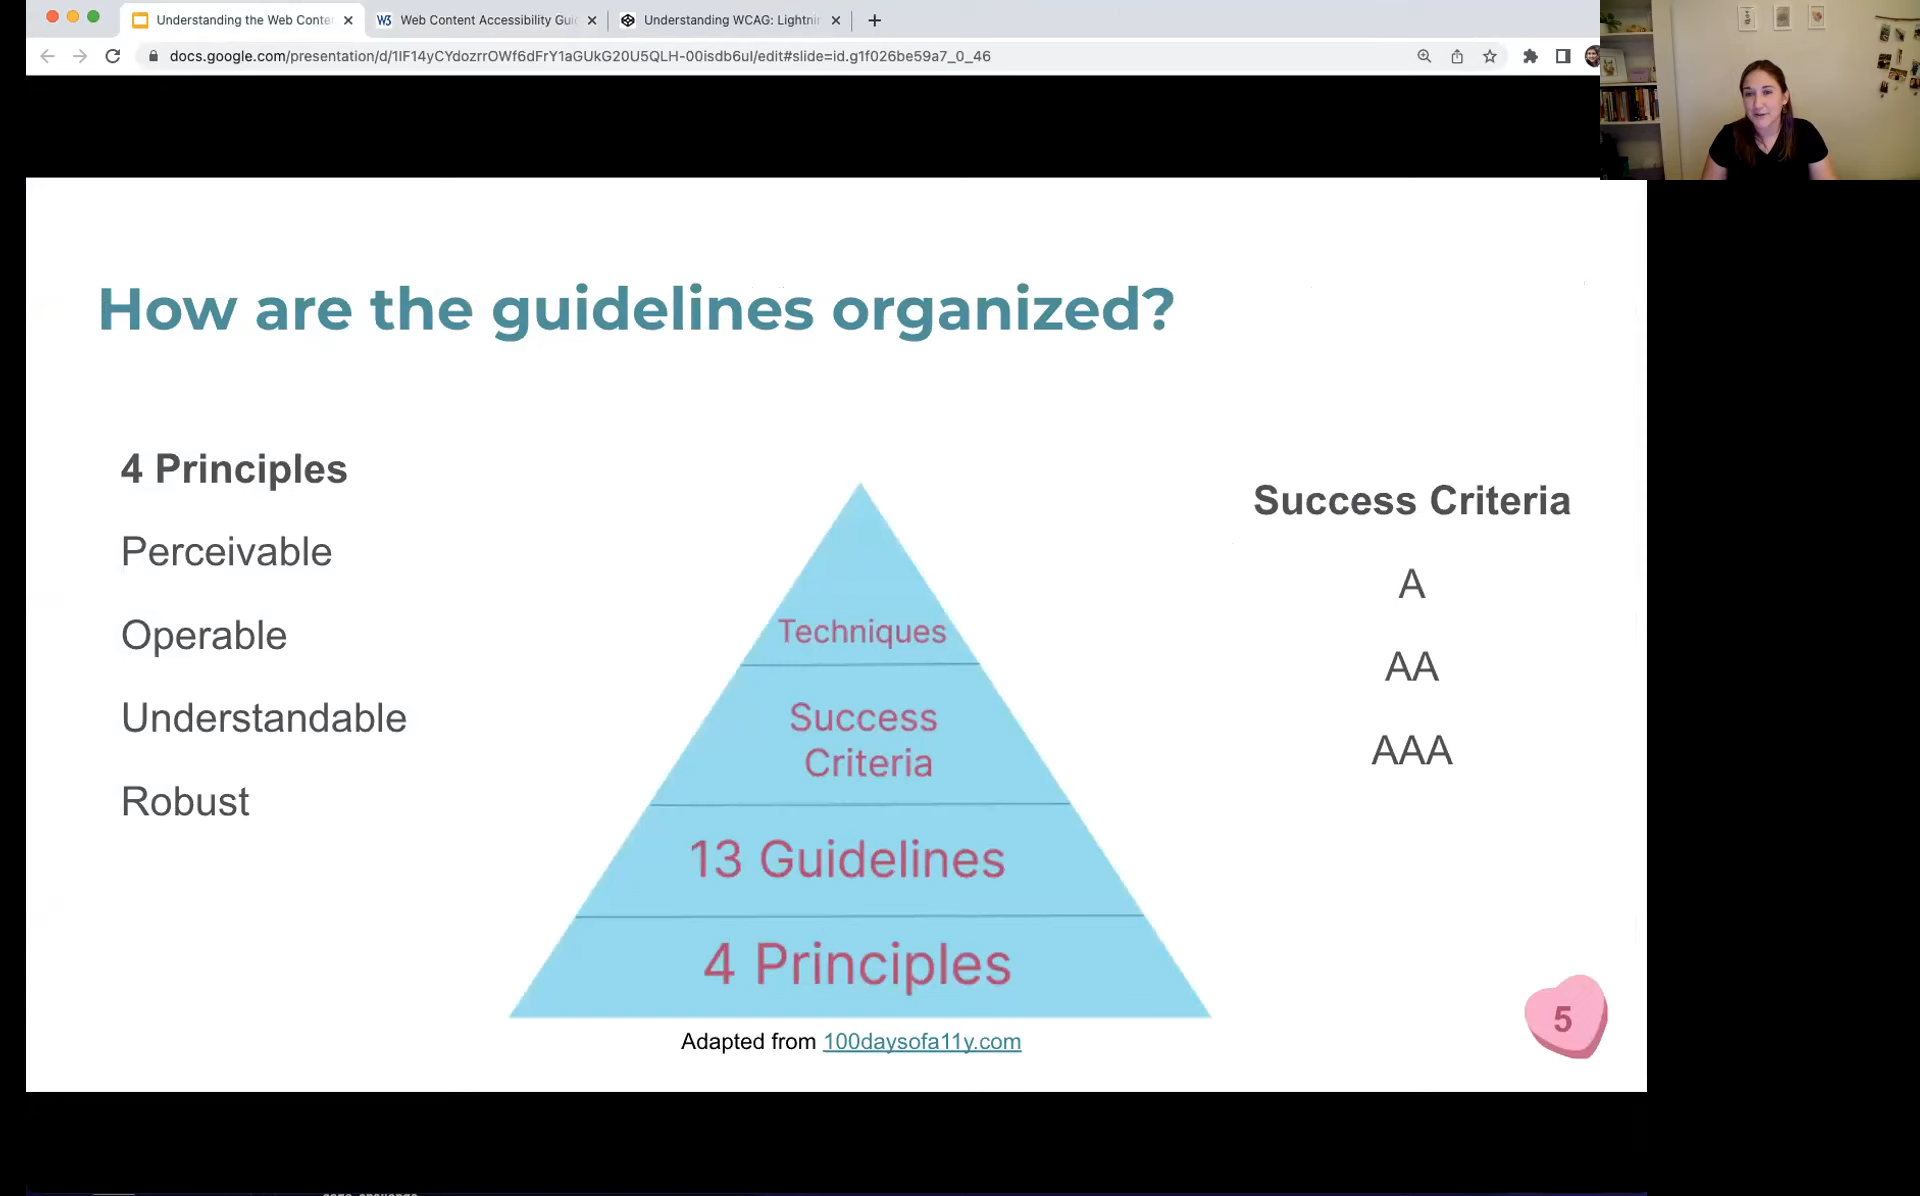 Understanding the Web Conte
Web Content Accessibility Gui
Understanding WCAG: Lightni
docs.google.com/presentation/d/1IF14yCYdozrrOWf6dFrY1aGUkG20U5QLH-00isdb6uI/edit#slide=id.g1f026be59a7_0_46
How are the guidelines organized?
4 Principles
Perceivable
Operable
Understandable
Robust
Techniques
Success
Criteria
13 Guidelines
4 Principles
Adapted from 100daysofa11y.com
Success Criteria
A
AA
AAA
5